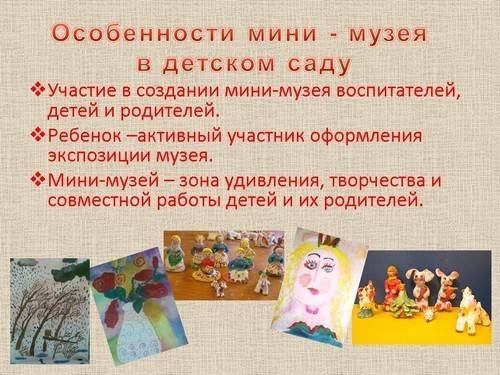 Особенности мини - музея
в детском саду
❖Участие в создании мини-музея воспитателей,
детей и родителей.
❖Ребенок –активный участник оформления
экспозиции музея.
❖Мини-музей – зона удивления, творчества и
совместной работы детей и их родителей.